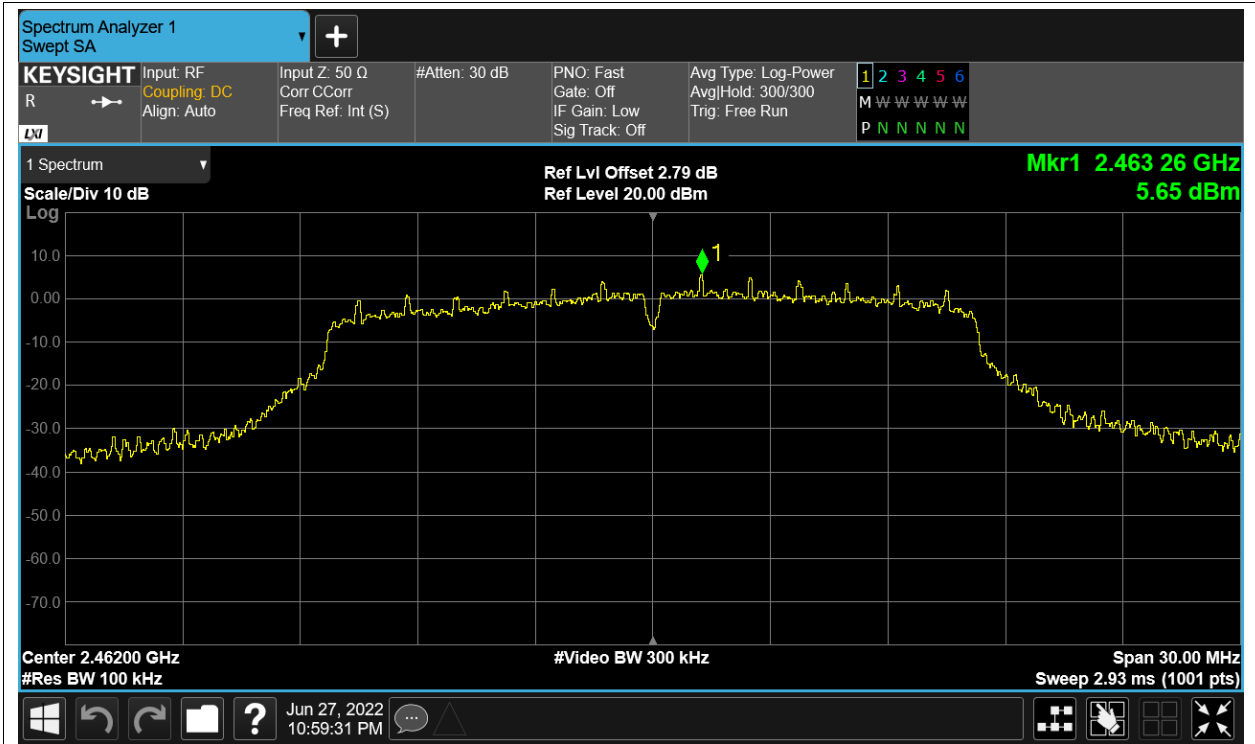 Spectrum Analyzer 1
Swept SA
KEYSIGHT
R
LXI
Input: RF
Coupling: DC
Align: Auto
Input Z: 50 Ω
Corr CCorr
Freq Ref: Int (S)
#Atten: 30 dB
PNO: Fast
Gate: Off
IF Gain: Low
Sig Track: Off
Avg Type: Log-Power
Avg|Hold: 300/300
Trig: Free Run
1 2 3 4 5 6
M W W W W W W
P N N N N N N
1 Spectrum
Scale/Div 10 dB
Log
Ref Lvl Offset 2.79 dB
Ref Level 20.00 dBm
Mkr1 2.463 26 GHz
5.65 dBm
1
10.0
0.00
-10.0
-20.0
-30.0
-40.0
-50.0
-60.0
-70.0
Center 2.46200 GHz
#Res BW 100 kHz
#Video BW 300 kHz
Span 30.00 MHz
Sweep 2.93 ms (1001 pts)
?
Jun 27, 2022
10:59:31 PM